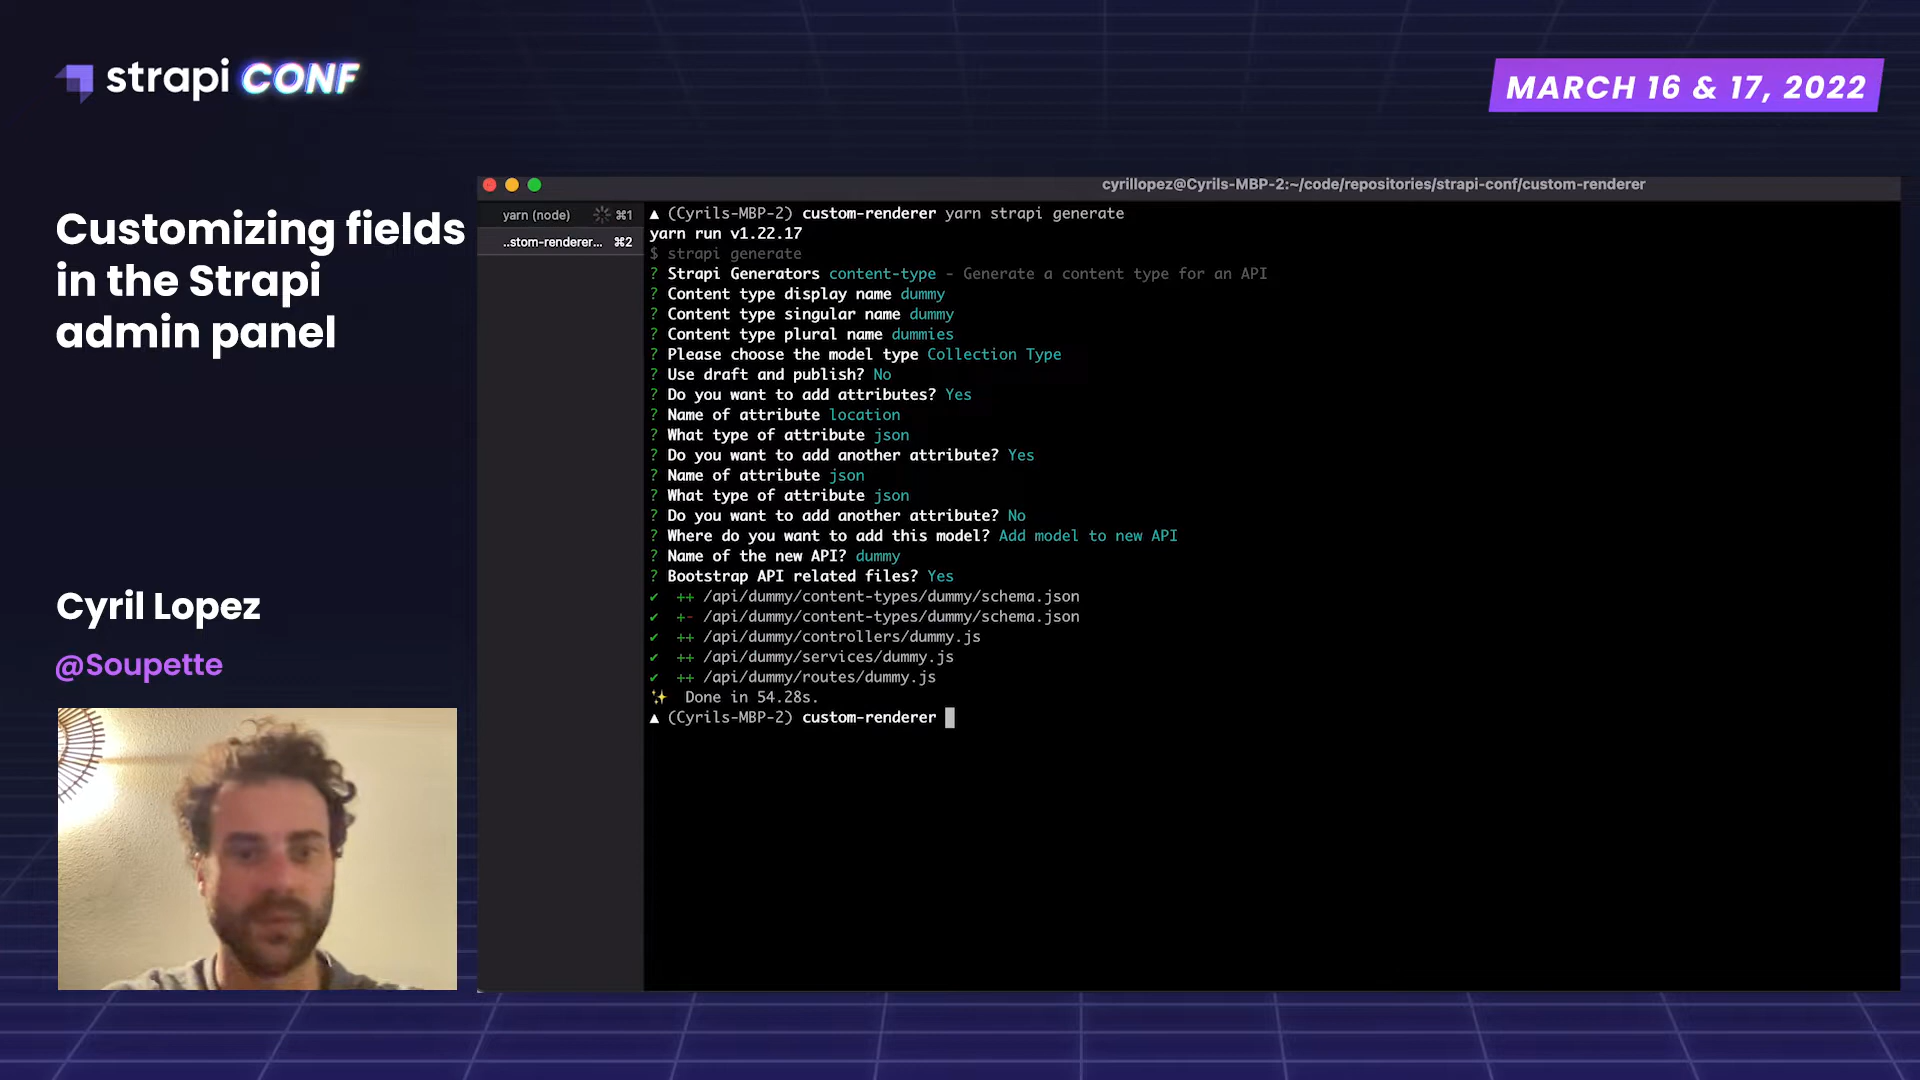 strapi CONF
MARCH 16 & 17, 2022
Customizing fields
in the Strapi
admin panel
Cyril Lopez
@Soupette
cyrillopez@Cyrils-MBP-2:~/code/repositories/strapi-conf/custom-renderer
yarn (node) ⌘1
..stom-renderer... ⌘2
▲ (Cyrils-MBP-2) custom-renderer yarn strapi generate
yarn run v1.22.17
$ strapi generate
? Strapi Generators content-type - Generate a content type for an API
? Content type display name dummy
? Content type singular name dummy
? Content type plural name dummies
? Please choose the model type Collection Type
? Use draft and publish? No
? Do you want to add attributes? Yes
? Name of attribute location
? What type of attribute json
? Do you want to add another attribute? Yes
? Name of attribute json
? What type of attribute json
? Do you want to add another attribute? No
? Where do you want to add this model? Add model to new API
? Name of the new API? dummy
? Bootstrap API related files? Yes
✔ ++ /api/dummy/content-types/dummy/schema.json
✔ +- /api/dummy/content-types/dummy/schema.json
✔ ++ /api/dummy/controllers/dummy.js
✔ ++ /api/dummy/services/dummy.js
✔ ++ /api/dummy/routes/dummy.js
✨ Done in 54.28s.
▲ (Cyrils-MBP-2) custom-renderer